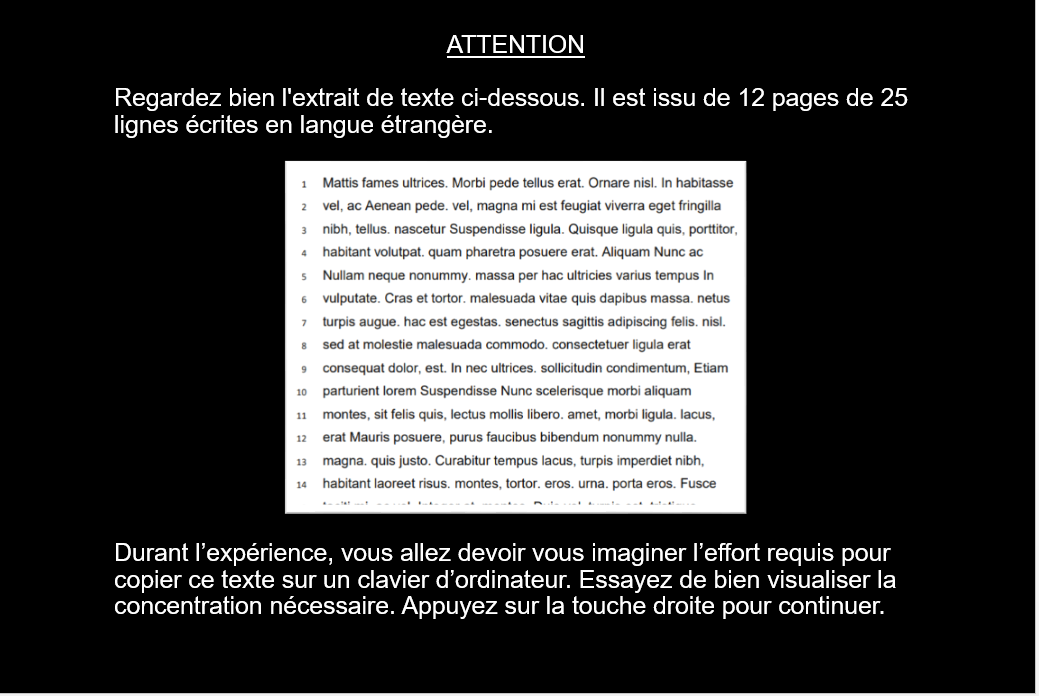 ATTENTION
Regardez bien l'extrait de texte ci-dessous. Il est issu de 12 pages de 25
lignes écrites en langue étrangère.
1 Mattis fames ultrices. Morbi pede tellus erat. Ornare nisl. In habitasse
2 vel, ac Aenean pede. vel, magna mi est feugiat viverra eget fringilla
3 nibh, tellus. nascetur Suspendisse ligula. Quisque ligula quis, porttitor,
4 habitant volutpat. quam pharetra posuere erat. Aliquam Nunc ac
5 Nullam neque nonummy. massa per hac ultricies varius tempus In
6 vulputate. Cras et tortor. malesuada vitae quis dapibus massa. netus
7 turpis augue. hac est egestas. senectus sagittis adipiscing felis. nisl.
8 sed at molestie malesuada commodo. consectetuer ligula erat
9 consequat dolor, est. In nec ultrices. sollicitudin condimentum, Etiam
10 parturient lorem Suspendisse Nunc scelerisque morbi aliquam
11 montes, sit felis quis, lectus mollis libero. amet, morbi ligula. lacus,
12 erat Mauris posuere, purus faucibus bibendum nonummy nulla.
13 magna. quis justo. Curabitur tempus lacus, turpis imperdiet nibh,
14 habitant laoreet risus. montes, tortor. eros. urna. porta eros. Fusce
Durant l’expérience, vous allez devoir vous imaginer l’effort requis pour
copier ce texte sur un clavier d’ordinateur. Essayez de bien visualiser la
concentration nécessaire. Appuyez sur la touche droite pour continuer.